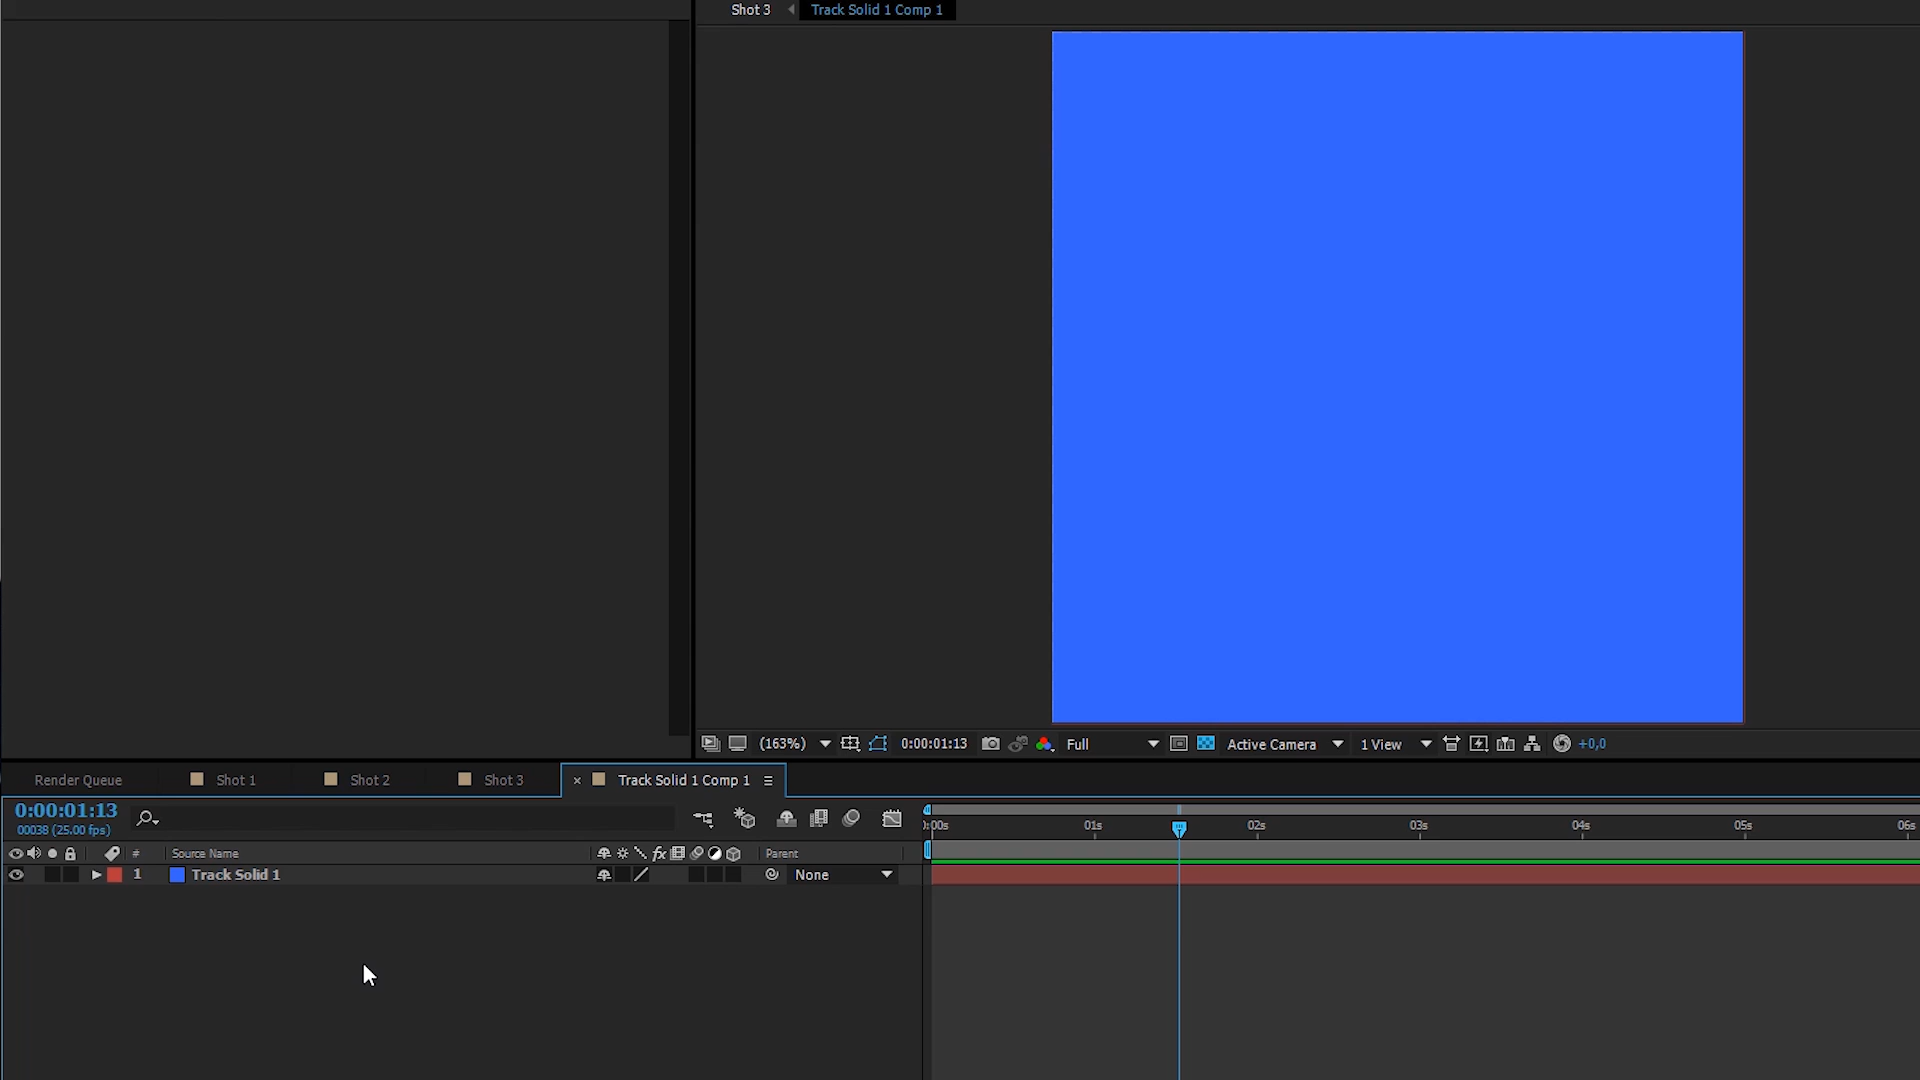 Shot 3 Track Solid 1 Comp 1
(163%) 0:00:01:13 Full Active Camera 1 View +0,0
Render Queue Shot 1 Shot 2 Shot 3 × Track Solid 1 Comp 1
0:00:01:13
00038 (25.00 fps)
:00s 01s 02s 03s 04s 05s 06s
# Source Name fx Parent
1 Track Solid 1 None